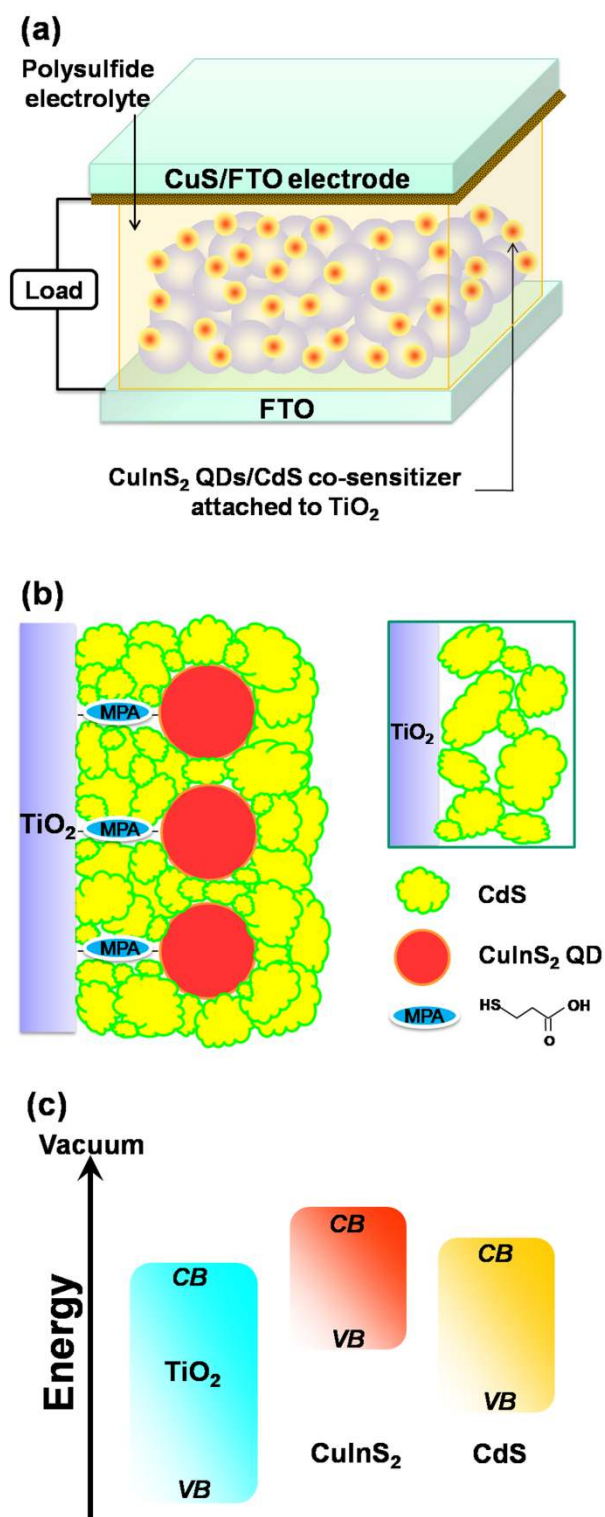 (a)
Polysulfide
electrolyte
CuS/FTO electrode
Load
FTO
CuInS₂ QDs/CdS co-sensitizer
attached to TiO₂
(b)
MPA
TiO₂
MPA
MPA
TiO₂
CdS
CuInS₂ QD
MPA
HS
OH
O
(c)
Vacuum
Energy
CB
TiO₂
VB
CB
VB
CuInS₂
CB
VB
CdS